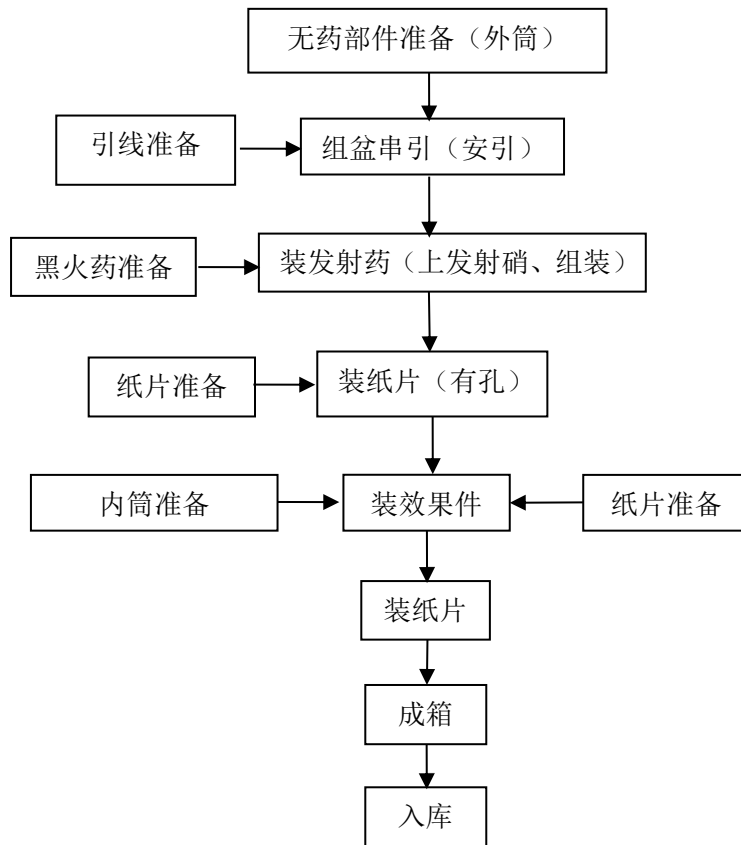 无药部件准备（外筒）
引线准备
组盆串引（安引）
黑火药准备
装发射药（上发射硝、组装）
纸片准备
装纸片（有孔）
内筒准备
装效果件
纸片准备
装纸片
成箱
入库